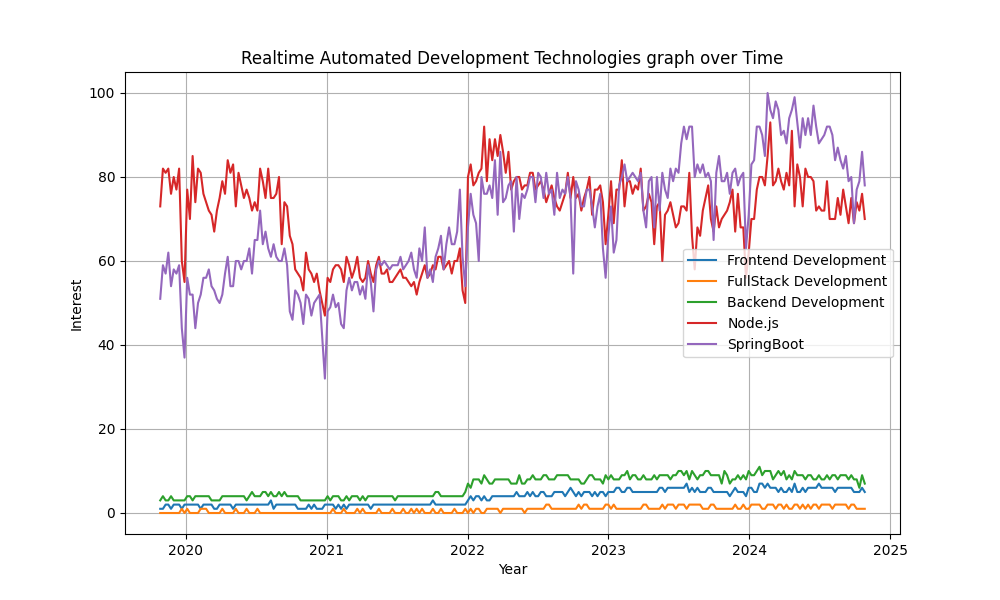 Realtime Automated Development Technologies graph over Time
Interest
100
80
60
40
20
0
Frontend Development
FullStack Development
Backend Development
Node.js
SpringBoot
2020 2021 2022 2023 2024 2025
Year